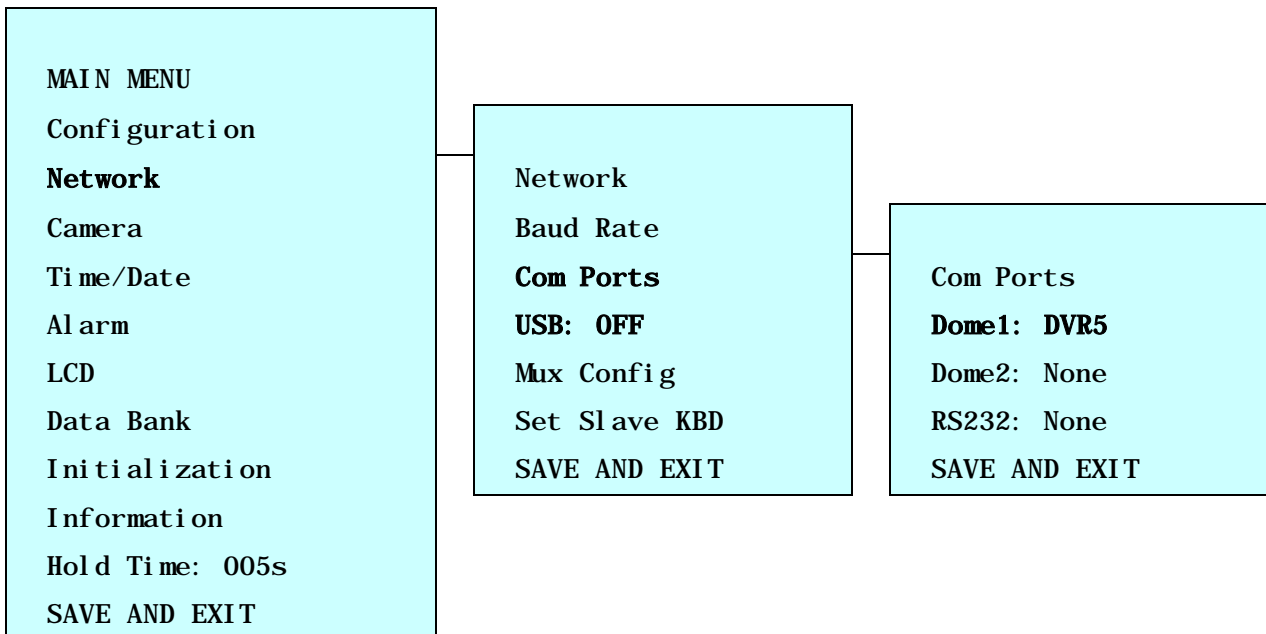 MAIN MENU
Configuration
Network
Camera
Time/Date
Alarm
LCD
Data Bank
Initialization
Information
Hold Time: 005s
SAVE AND EXIT
Network
Baud Rate
Com Ports
USB: OFF
Mux Config
Set Slave KBD
SAVE AND EXIT
Com Ports
Dome1: DVR5
Dome2: None
RS232: None
SAVE AND EXIT